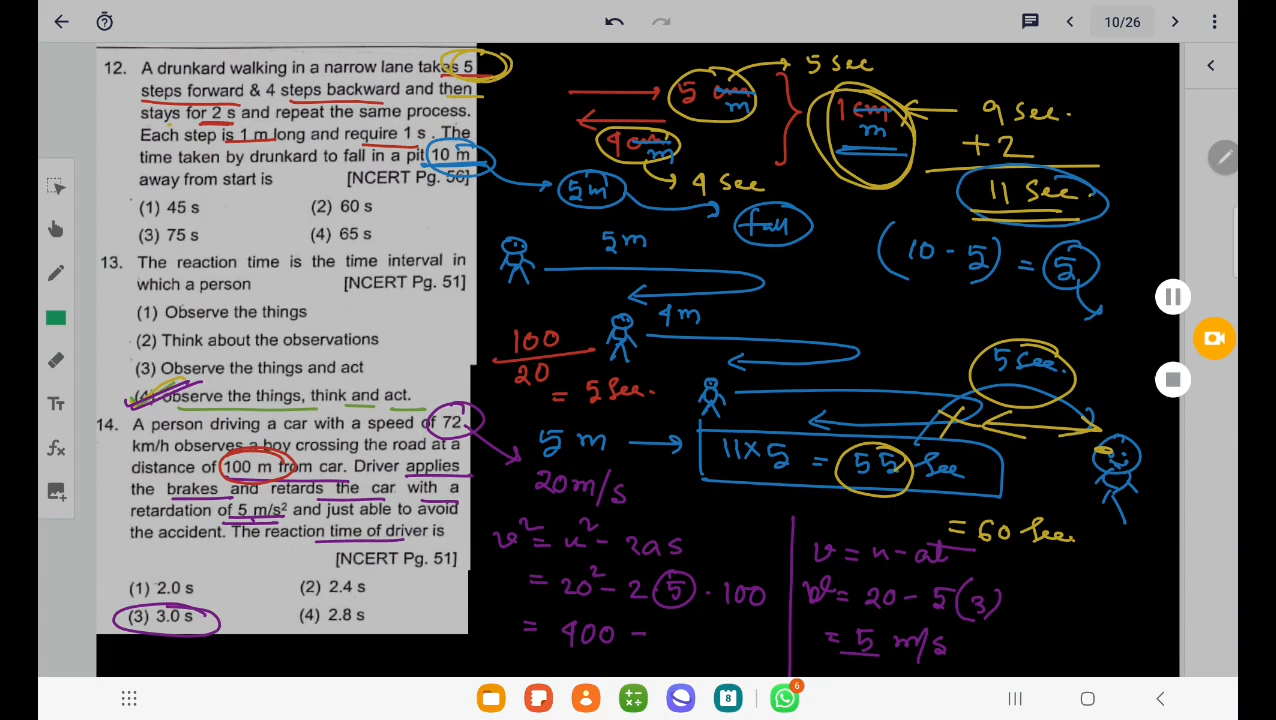 10/26
12. A drunkard walking in a narrow lane takes 5
steps forward & 4 steps backward and then
stays for 2 s and repeat the same process.
Each step is 1 m long and require 1 s . The
time taken by drunkard to fall in a pit 10 m
away from start is [NCERT Pg. 56]
(1) 45 s (2) 60 s
(3) 75 s (4) 65 s
13. The reaction time is the time interval in
which a person [NCERT Pg. 51]
(1) Observe the things
(2) Think about the observations
(3) Observe the things and act
(4) observe the things, think and act.
14. A person driving a car with a speed of 72
km/h observes a boy crossing the road at a
distance of 100 m from car. Driver applies
the brakes and retards the car with a
retardation of 5 m/s² and just able to avoid
the accident. The reaction time of driver is
[NCERT Pg. 51]
(1) 2.0 s (2) 2.4 s
(3) 3.0 s (4) 2.8 s
5 cm m
5 sec
4 cm m
4 sec
1 cm
m
9 sec.
+ 2
11 sec.
5m
fall
(10 - 5) = 5
5m
4 m
100
20
= 5 sec.
5 sec.
5 m
11 x 5 = 55 sec
= 60 sec.
20 m/s
v² = u² - 2as
= 20² - 2 (5) · 100
= 400 -
v = u - at
= 20 - 5(3)
= 5 m/s
Tт
fx
8
6